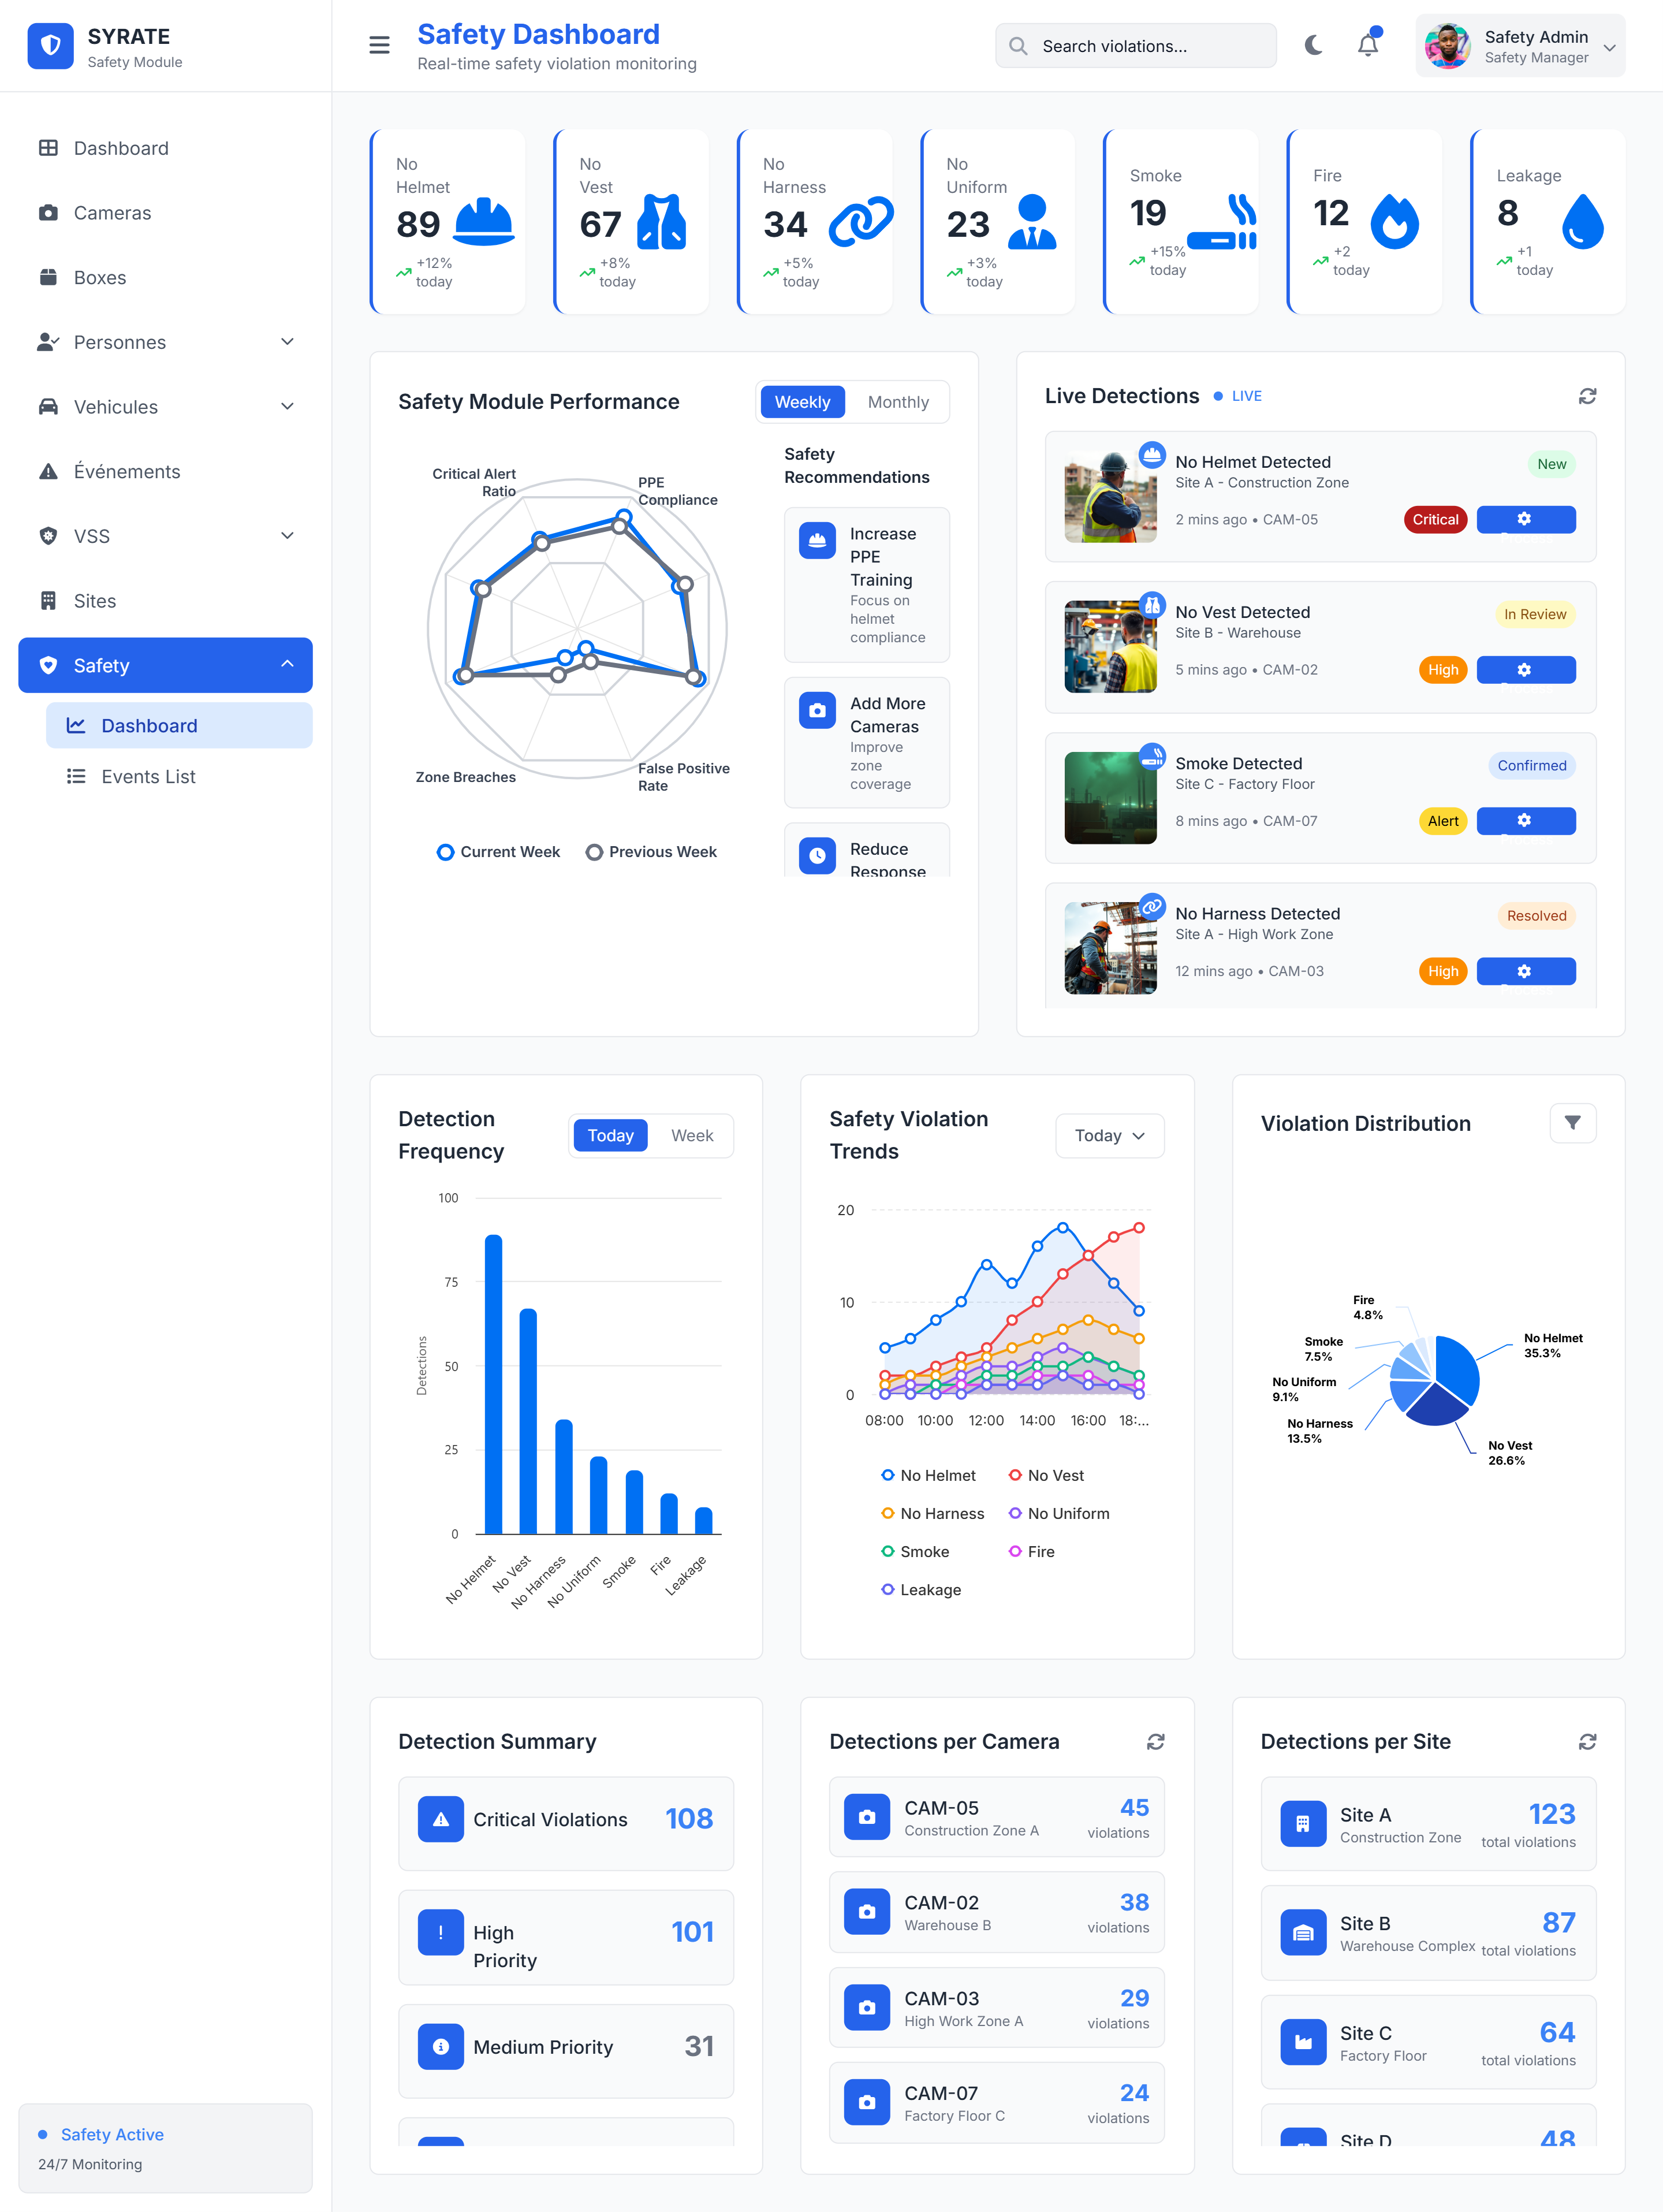 SYRATE
Safety Module
Safety Dashboard
Real-time safety violation monitoring
Search violations...
Safety Admin
Safety Manager
Dashboard
Cameras
Boxes
Personnes
Vehicules
Événements
VSS
Sites
Safety
Dashboard
Events List
Safety Active
24/7 Monitoring
No
Helmet
89
+12%
today
No
Vest
67
+8%
today
No
Harness
34
+5%
today
No
Uniform
23
+3%
today
Smoke
19
+15%
today
Fire
12
+2
today
Leakage
8
+1
today
Safety Module Performance
Weekly
Monthly
Critical Alert
Ratio
PPE
Compliance
Zone Breaches
False Positive
Rate
Current Week
Previous Week
Safety
Recommendations
Increase
PPE
Training
Focus on
helmet
compliance
Add More
Cameras
Improve
zone
coverage
Reduce
Response
Live Detections
LIVE
No Helmet Detected
New
Site A - Construction Zone
2 mins ago • CAM-05
Critical
No Vest Detected
In Review
Site B - Warehouse
5 mins ago • CAM-02
High
Smoke Detected
Confirmed
Site C - Factory Floor
8 mins ago • CAM-07
Alert
No Harness Detected
Resolved
Site A - High Work Zone
12 mins ago • CAM-03
High
Detection
Frequency
Today
Week
100
75
50
25
0
Detections
No Helmet
No Vest
No Harness
No Uniform
Smoke
Fire
Leakage
Safety Violation
Trends
Today
20
10
0
08:00 10:00 12:00 14:00 16:00 18:...
No Helmet
No Vest
No Harness
No Uniform
Smoke
Fire
Leakage
Violation Distribution
Fire
4.8%
Smoke
7.5%
No Uniform
9.1%
No Harness
13.5%
No Helmet
35.3%
No Vest
26.6%
Detection Summary
Critical Violations
108
High
Priority
101
Medium Priority
31
Detections per Camera
CAM-05
Construction Zone A
45
violations
CAM-02
Warehouse B
38
violations
CAM-03
High Work Zone A
29
violations
CAM-07
Factory Floor C
24
violations
Detections per Site
Site A
Construction Zone
123
total violations
Site B
Warehouse Complex
87
total violations
Site C
Factory Floor
64
total violations
Site D
48